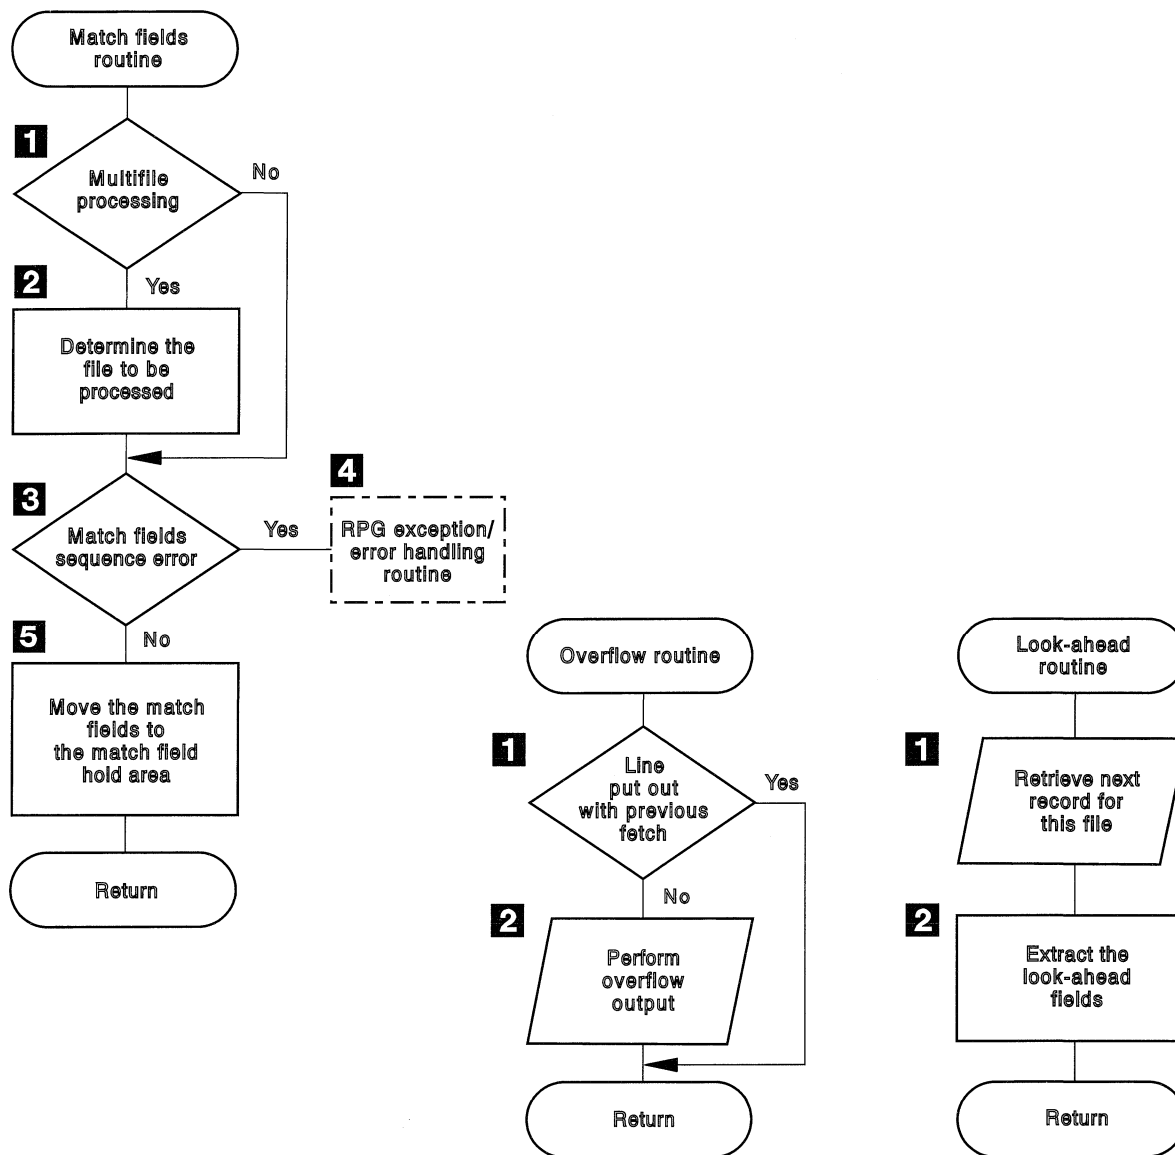 Match fields
routine
1
Multifile
processing
No
2
Yes
Determine the
file to be
processed
3
Match fields
sequence error
Yes
4
RPG exception/
error handling
routine
5
No
Move the match
fields to
the match field
hold area
Return
Overflow routine
1
Line
put out
with previous
fetch
Yes
No
2
Perform
overflow
output
Return
Look-ahead
routine
1
Retrieve next
record for
this file
2
Extract the
look-ahead
fields
Return